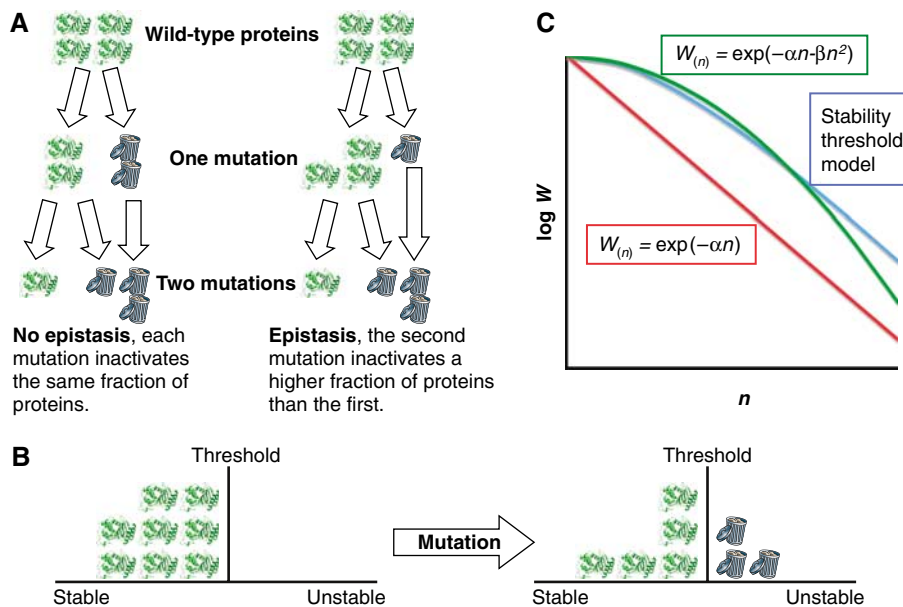 A
Wild-type proteins
One mutation
Two mutations
No epistasis, each
mutation inactivates
the same fraction of
proteins.
Epistasis, the second
mutation inactivates a
higher fraction of proteins
than the first.
C
W(n) = exp(−αn-βn²)
Stability
threshold
model
W(n) = exp(−αn)
log W
n
B
Threshold
Stable
Unstable
Mutation
Threshold
Stable
Unstable